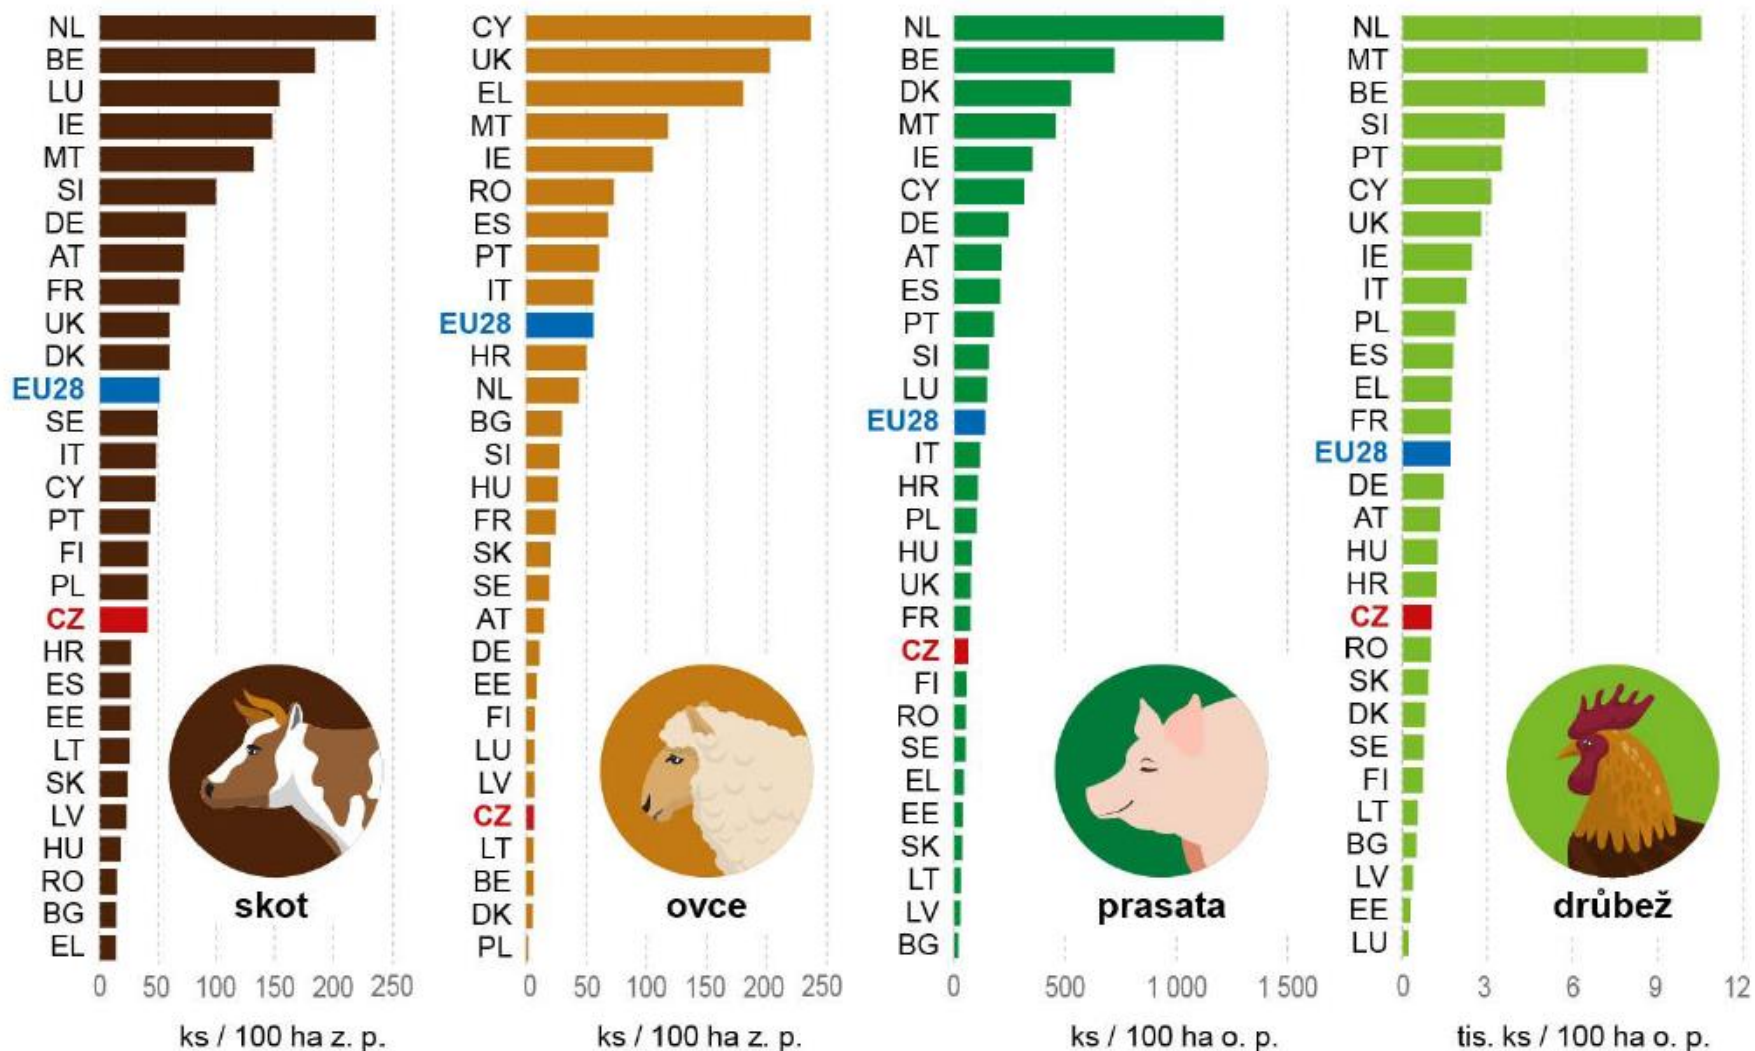 NL
BE
LU
IE
MT
SI
DE
AT
FR
UK
DK
EU28
SE
IT
CY
PT
FI
PL
CZ
HR
ES
EE
LT
SK
LV
HU
RO
BG
EL
0 50 100 150 200 250
skot
ks / 100 ha z. p.
CY
UK
EL
MT
IE
RO
ES
PT
IT
EU28
HR
NL
BG
SI
HU
FR
SK
SE
AT
DE
EE
FI
LU
LV
CZ
LT
BE
DK
PL
0 50 100 150 200 250
ovce
ks / 100 ha z. p.
NL
BE
DK
MT
IE
CY
DE
AT
ES
PT
SI
LU
EU28
IT
HR
PL
HU
UK
FR
CZ
FI
RO
SE
EL
EE
SK
LT
LV
BG
0 500 1 000 1 500
prasata
ks / 100 ha o. p.
NL
MT
BE
SI
PT
CY
UK
IE
IT
PL
ES
EL
FR
EU28
DE
AT
HU
HR
CZ
RO
SK
DK
SE
FI
LT
BG
LV
EE
LU
0 3 6 9 12
drůbež
tis. ks / 100 ha o. p.